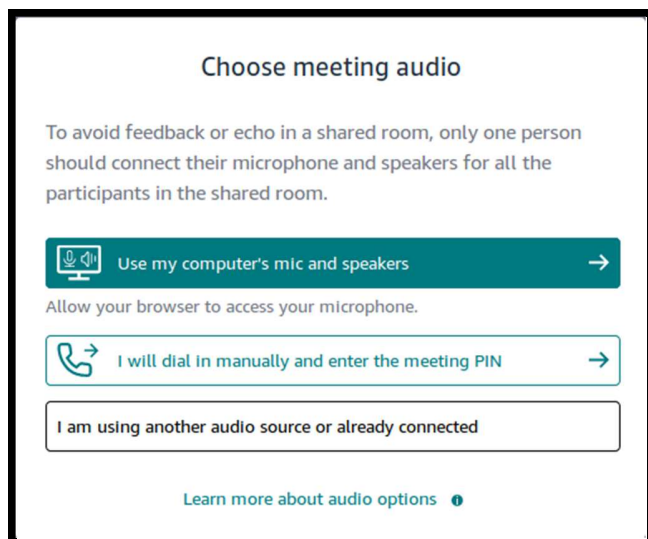 Choose meeting audio
To avoid feedback or echo in a shared room, only one person
should connect their microphone and speakers for all the
participants in the shared room.
Use my computer's mic and speakers
Allow your browser to access your microphone.
I will dial in manually and enter the meeting PIN
I am using another audio source or already connected
Learn more about audio options